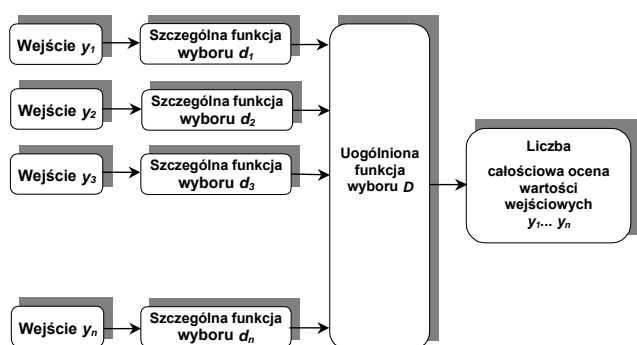 Wejście y₁
Szczególna funkcja
wyboru d₁
Wejście y₂
Szczególna funkcja
wyboru d₂
Wejście y₃
Szczególna funkcja
wyboru d₃
Wejście yₙ
Szczególna funkcja
wyboru dₙ
Uogólniona
funkcja
wyboru D
Liczba
całościowa ocena
wartości
wejściowych
y₁... yₙ